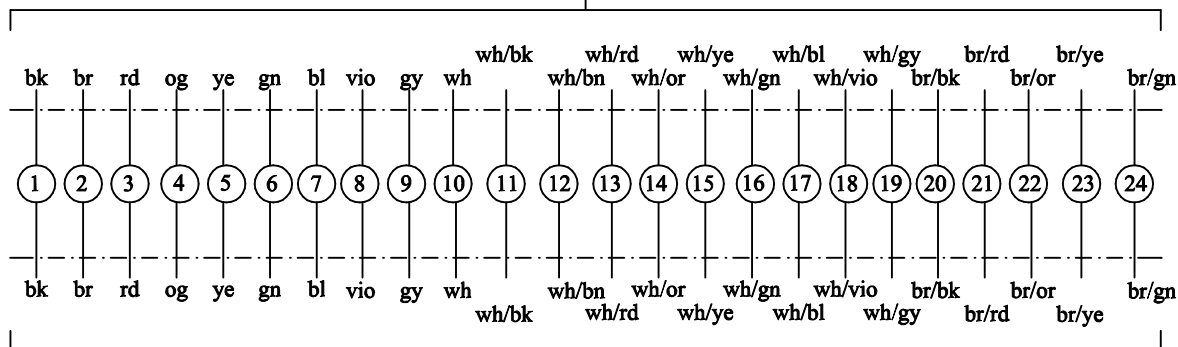 wh/bk wh/rd wh/ye wh/bl wh/gy br/rd br/ye
bk br rd og ye gn bl vio gy wh wh/bn wh/or wh/gn wh/vio br/bk br/or br/gn
1 2 3 4 5 6 7 8 9 10 11 12 13 14 15 16 17 18 19 20 21 22 23 24
bk br rd og ye gn bl vio gy wh wh/bn wh/or wh/gn wh/vio br/bk br/or br/gn
wh/bk wh/rd wh/ye wh/bl wh/gy br/rd br/ye